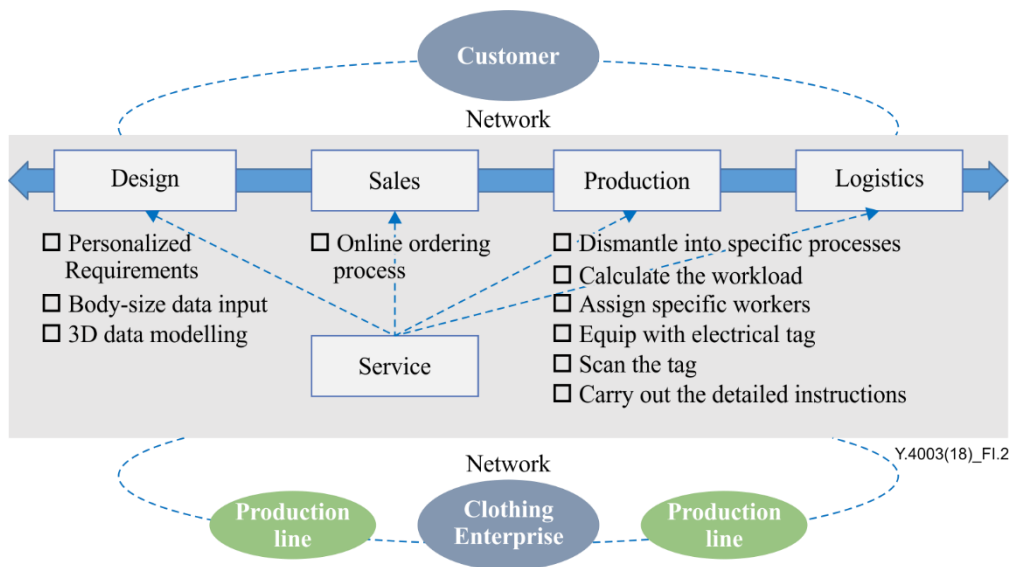 Customer
Network
Design
Sales
Production
Logistics
Personalized
Requirements
Body-size data input
3D data modelling
Online ordering
process
Dismantle into specific processes
Calculate the workload
Assign specific workers
Equip with electrical tag
Scan the tag
Carry out the detailed instructions
Service
Y.4003(18)_FI.2
Network
Production
line
Clothing
Enterprise
Production
line